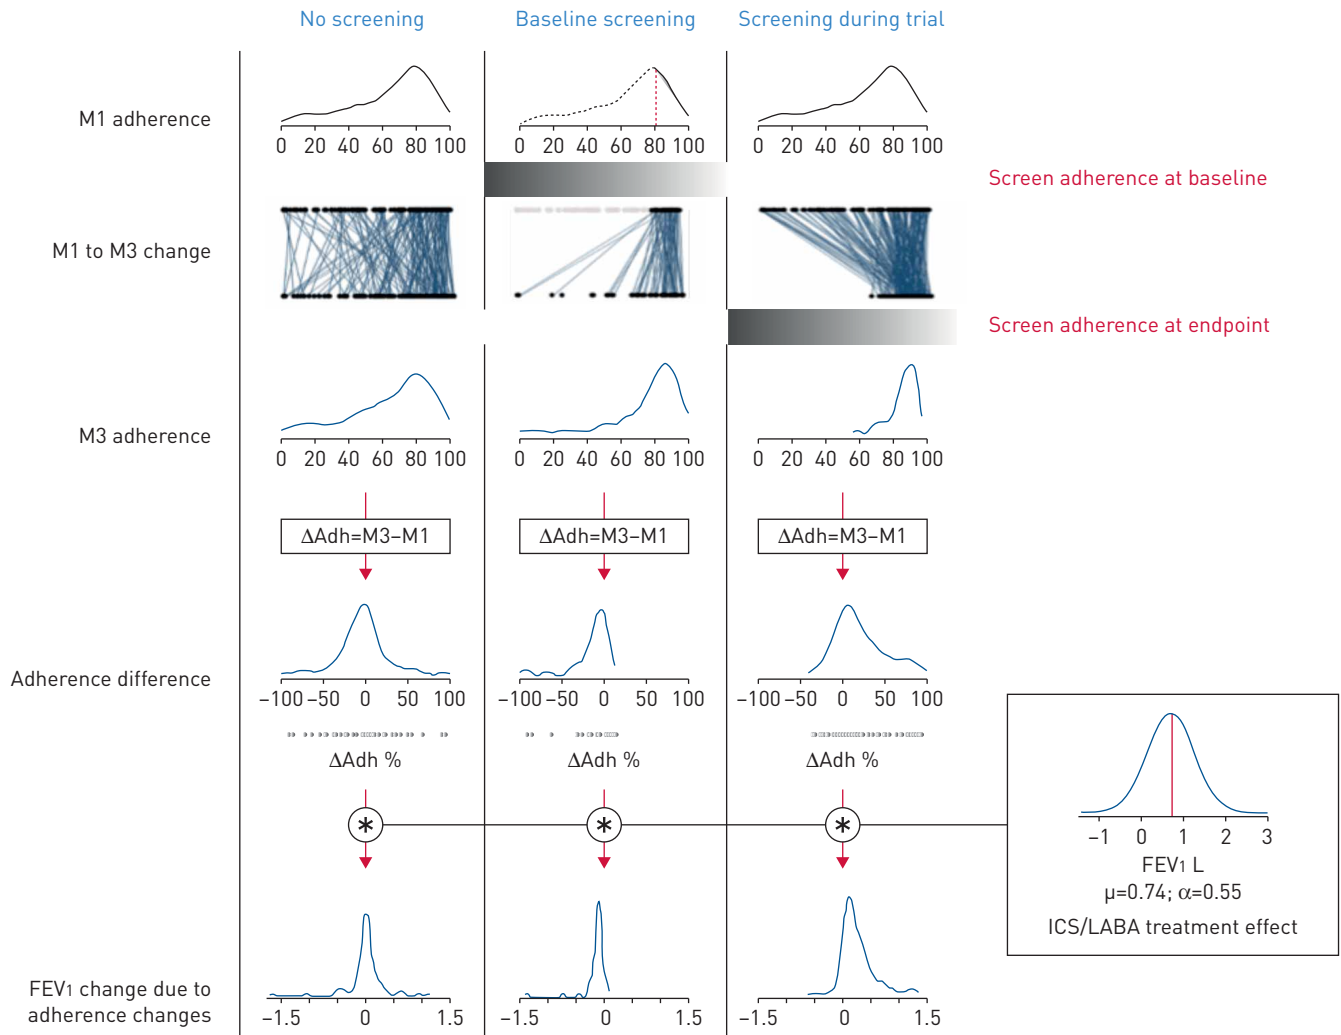 No screening Baseline screening Screening during trial
M1 adherence
0 20 40 60 80 100 0 20 40 60 80 100 0 20 40 60 80 100
Screen adherence at baseline
M1 to M3 change
Screen adherence at endpoint
M3 adherence
0 20 40 60 80 100 0 20 40 60 80 100 0 20 40 60 80 100
ΔAdh=M3–M1 ΔAdh=M3–M1 ΔAdh=M3–M1
Adherence difference
−100 −50 0 50 100 −100 −50 0 50 100 −100 −50 0 50 100
ΔAdh % ΔAdh % ΔAdh %
* * *
−1 0 1 2 3
FEV1 L
μ=0.74; α=0.55
ICS/LABA treatment effect
FEV1 change due to
adherence changes
−1.5 0 1.5 −1.5 0 1.5 −1.5 0 1.5